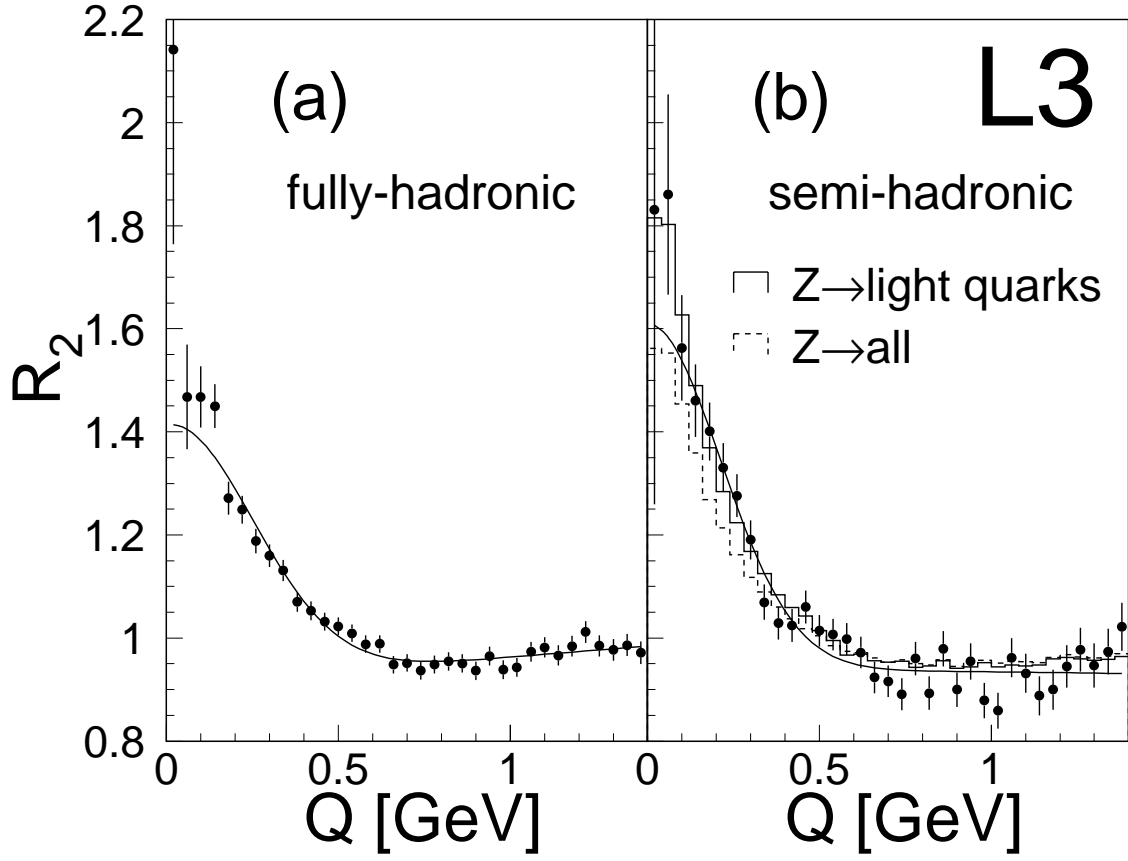 L3
(a)
(b)
fully-hadronic
semi-hadronic
Z→light quarks
Z→all
R2
2.2
2
1.8
1.6
1.4
1.2
1
0.8
0
0.5
1
0
0.5
1
Q [GeV]
Q [GeV]